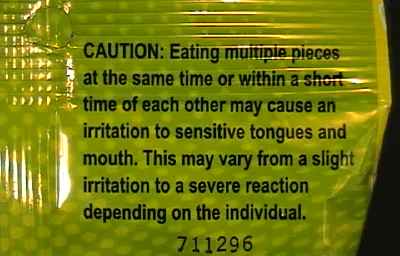 CAUTION: Eating multiple pieces
at the same time or within a short
time of each other may cause an
irritation to sensitive tongues and
mouth. This may vary from a slight
irritation to a severe reaction
depending on the individual.
711296